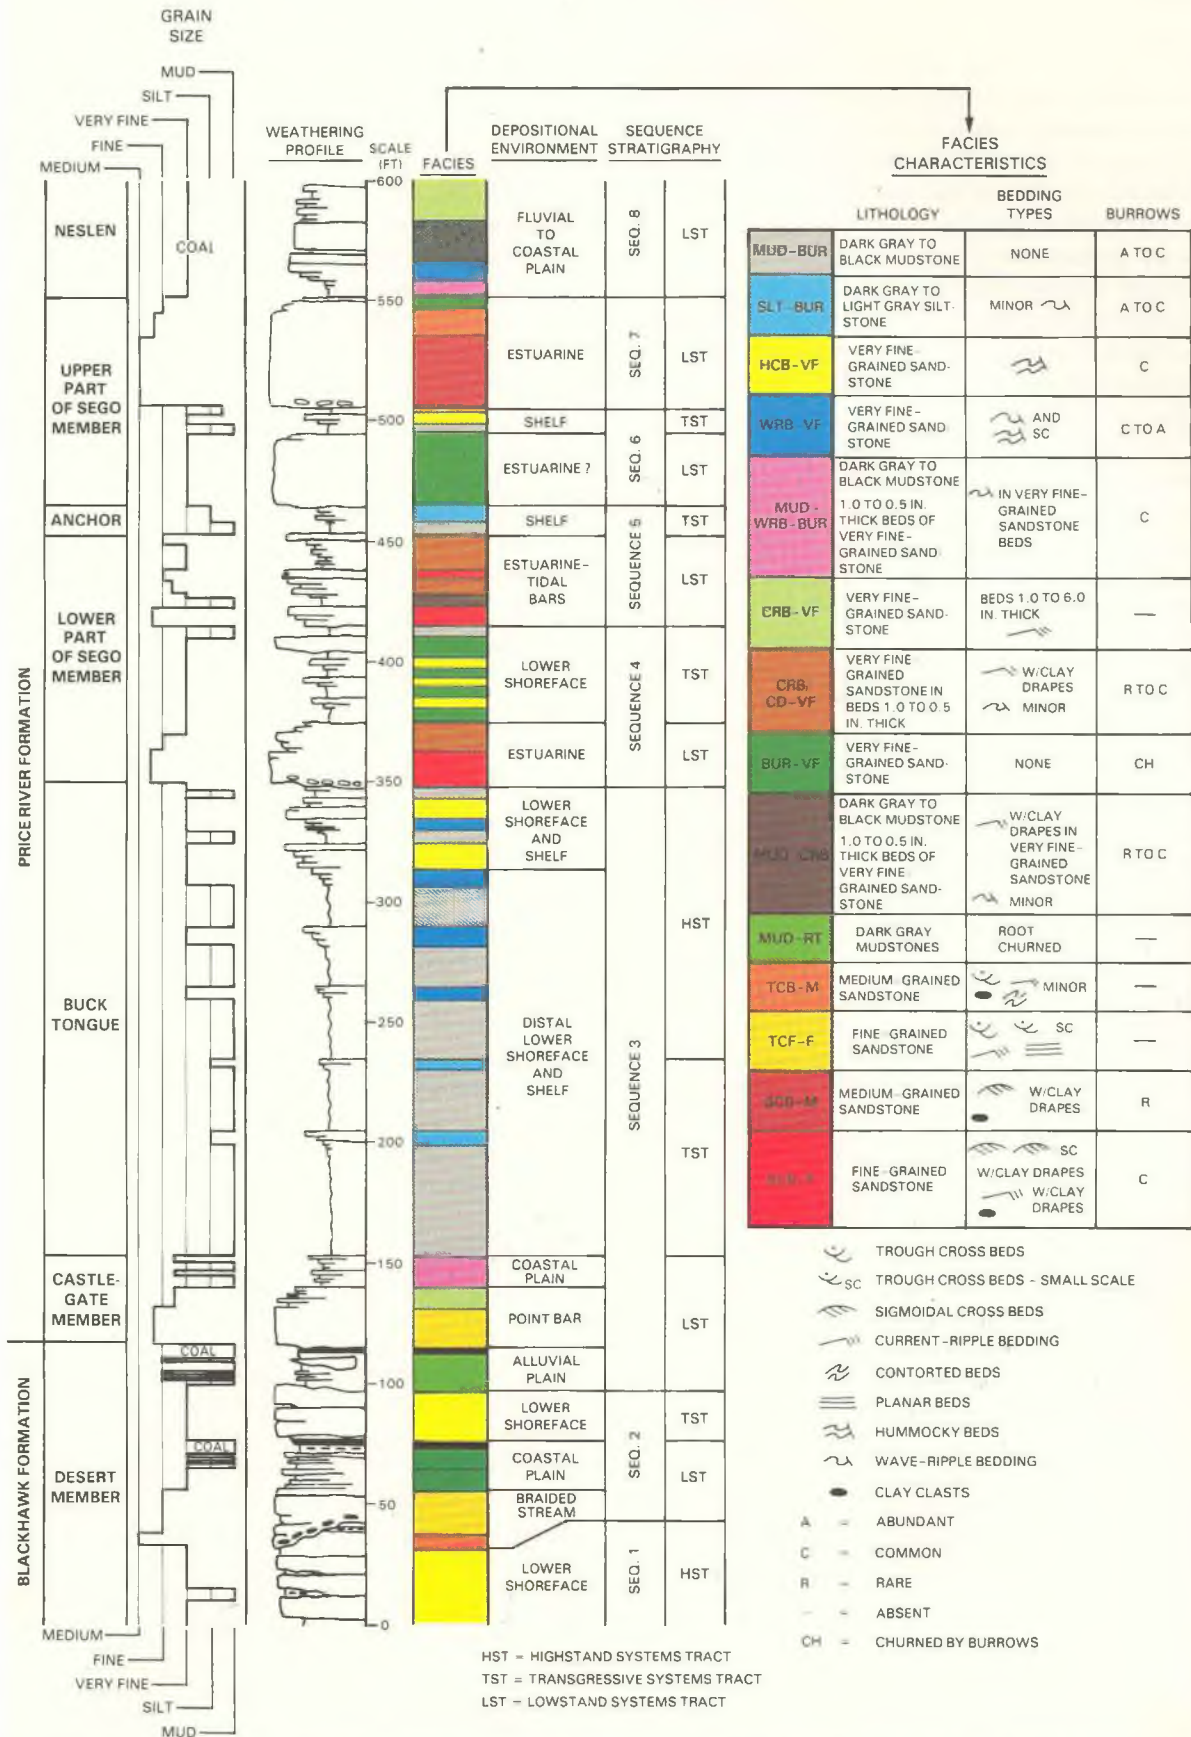 GRAIN
SIZE
MUD
SILT
VERY FINE
FINE
MEDIUM
WEATHERING
PROFILE
SCALE
(FT)
FACIES
DEPOSITIONAL
ENVIRONMENT
SEQUENCE
STRATIGRAPHY
FACIES
CHARACTERISTICS
LITHOLOGY
BEDDING
TYPES
BURROWS
PRICE RIVER FORMATION
BLACKHAWK FORMATION
NESLEN
UPPER
PART
OF SEGO
MEMBER
ANCHOR
LOWER
PART
OF SEGO
MEMBER
BUCK
TONGUE
CASTLE-
GATE
MEMBER
DESERT
MEMBER
COAL
COAL
COAL
600
550
500
450
400
350
300
250
200
150
100
50
0
FLUVIAL
TO
COASTAL
PLAIN
ESTUARINE
SHELF
ESTUARINE ?
SHELF
ESTUARINE-
TIDAL
BARS
LOWER
SHOREFACE
ESTUARINE
LOWER
SHOREFACE
AND
SHELF
DISTAL
LOWER
SHOREFACE
AND
SHELF
COASTAL
PLAIN
POINT BAR
ALLUVIAL
PLAIN
LOWER
SHOREFACE
COASTAL
PLAIN
BRAIDED
STREAM
LOWER
SHOREFACE
SEQ. 8
SEQ. 7
SEQ. 6
SEQUENCE 5
SEQUENCE 4
SEQUENCE 3
SEQ. 2
SEQ. 1
LST
LST
TST
LST
TST
LST
TST
LST
HST
TST
LST
TST
LST
HST
MUD-BUR
DARK GRAY TO
BLACK MUDSTONE
NONE
A TO C
SLT-BUR
DARK GRAY TO
LIGHT GRAY SILT-
STONE
MINOR
A TO C
HCB-VF
VERY FINE-
GRAINED SAND-
STONE
C
WRB-VF
VERY FINE-
GRAINED SAND
STONE
AND
SC
C TO A
MUD-
WRB-BUR
DARK GRAY TO
BLACK MUDSTONE
1.0 TO 0.5 IN.
THICK BEDS OF
VERY FINE-
GRAINED SAND
STONE
IN VERY FINE-
GRAINED
SANDSTONE
BEDS
C
CRB-VF
VERY FINE-
GRAINED SAND-
STONE
BEDS 1.0 TO 6.0
IN. THICK
—
CRB,
CD-VF
VERY FINE
GRAINED
SANDSTONE IN
BEDS 1.0 TO 0.5
IN. THICK
W/CLAY
DRAPES
MINOR
R TO C
BUR-VF
VERY FINE-
GRAINED SAND-
STONE
NONE
CH
MUD-CRB
DARK GRAY TO
BLACK MUDSTONE
1.0 TO 0.5 IN.
THICK BEDS OF
VERY FINE
GRAINED SAND-
STONE
W/CLAY
DRAPES IN
VERY FINE-
GRAINED
SANDSTONE
MINOR
R TO C
MUD-RT
DARK GRAY
MUDSTONES
ROOT
CHURNED
—
TCB-M
MEDIUM-GRAINED
SANDSTONE
MINOR
—
TCF-F
FINE-GRAINED
SANDSTONE
SC
—
MEDIUM-GRAINED
SANDSTONE
W/CLAY
DRAPES
R
FINE-GRAINED
SANDSTONE
SC
W/CLAY DRAPES
W/CLAY
DRAPES
C
TROUGH CROSS BEDS
SC TROUGH CROSS BEDS - SMALL SCALE
SIGMOIDAL CROSS BEDS
CURRENT-RIPPLE BEDDING
CONTORTED BEDS
PLANAR BEDS
HUMMOCKY BEDS
WAVE-RIPPLE BEDDING
CLAY CLASTS
A = ABUNDANT
C = COMMON
R = RARE
- = ABSENT
CH = CHURNED BY BURROWS
MEDIUM
FINE
VERY FINE
SILT
MUD
HST = HIGHSTAND SYSTEMS TRACT
TST = TRANSGRESSIVE SYSTEMS TRACT
LST = LOWSTAND SYSTEMS TRACT